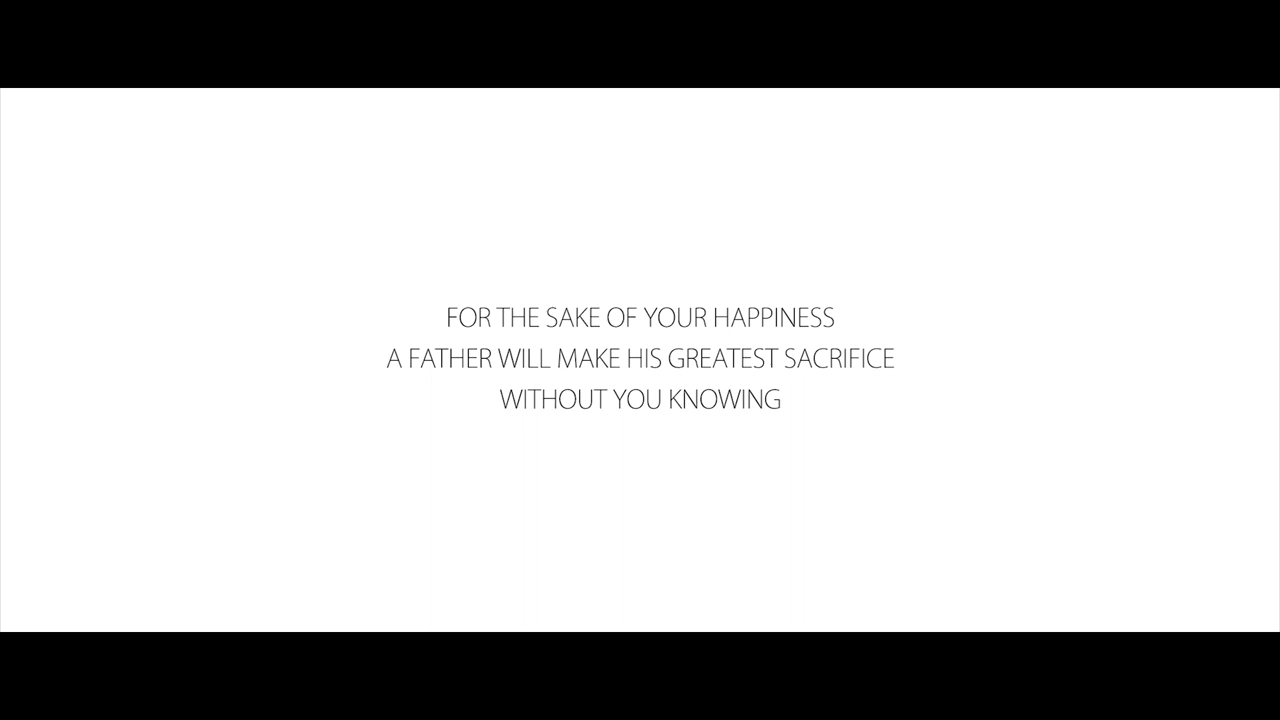 FOR THE SAKE OF YOUR HAPPINESS
A FATHER WILL MAKE HIS GREATEST SACRIFICE
WITHOUT YOU KNOWING